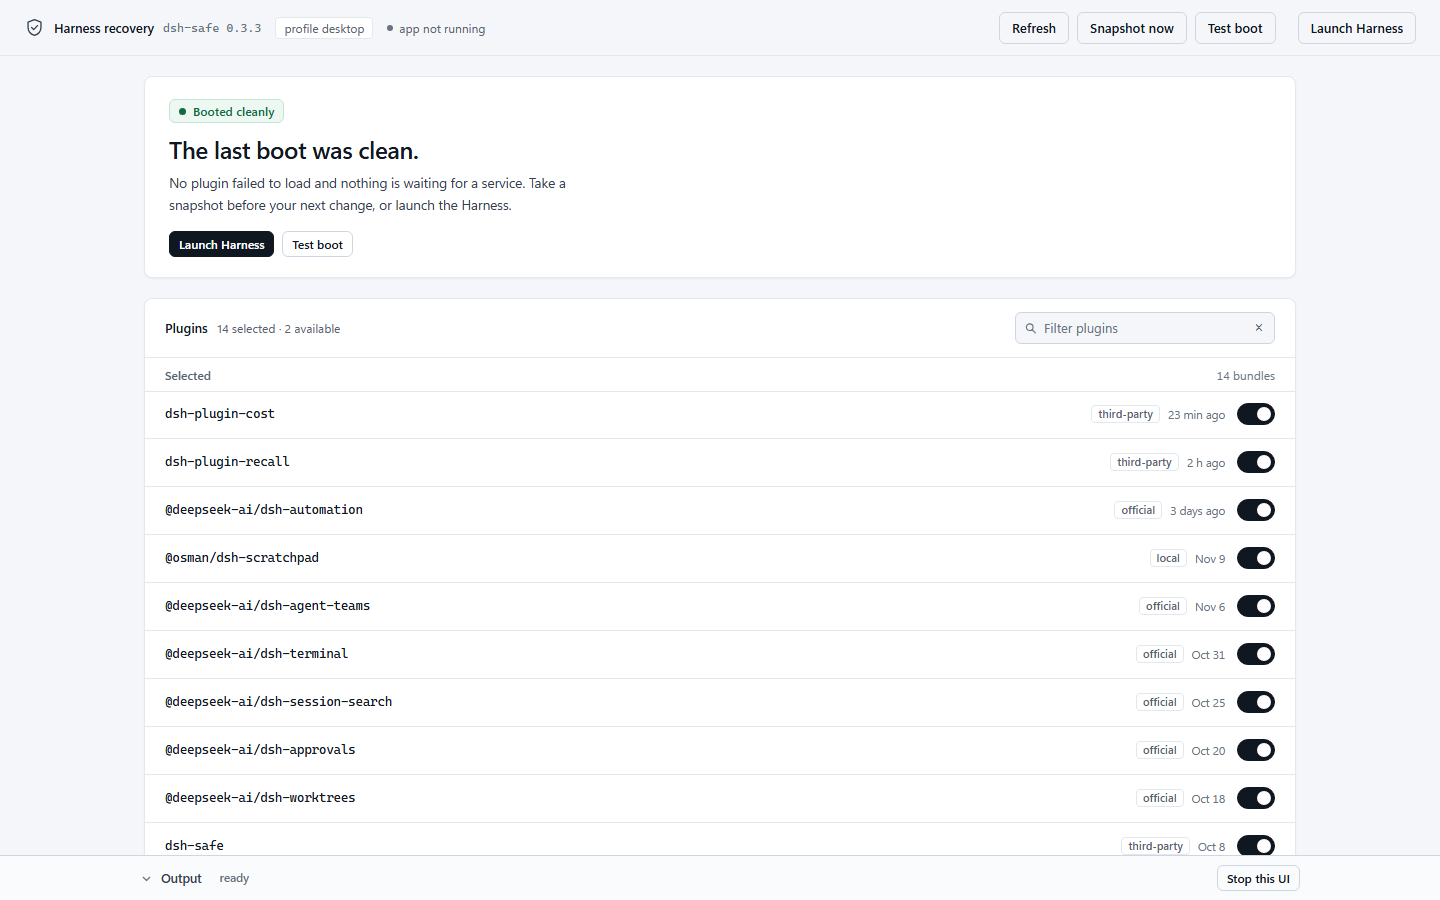 Harness recovery dsh-safe 0.3.3 profile desktop app not running Refresh Snapshot now Test boot Launch Harness
Booted cleanly
The last boot was clean.
No plugin failed to load and nothing is waiting for a service. Take a
snapshot before your next change, or launch the Harness.
Launch Harness Test boot
Plugins 14 selected · 2 available Filter plugins ×
Selected 14 bundles
dsh-plugin-cost third-party 23 min ago
dsh-plugin-recall third-party 2 h ago
@deepseek-ai/dsh-automation official 3 days ago
@osman/dsh-scratchpad local Nov 9
@deepseek-ai/dsh-agent-teams official Nov 6
@deepseek-ai/dsh-terminal official Oct 31
@deepseek-ai/dsh-session-search official Oct 25
@deepseek-ai/dsh-approvals official Oct 20
@deepseek-ai/dsh-worktrees official Oct 18
dsh-safe third-party Oct 8
Output ready Stop this UI